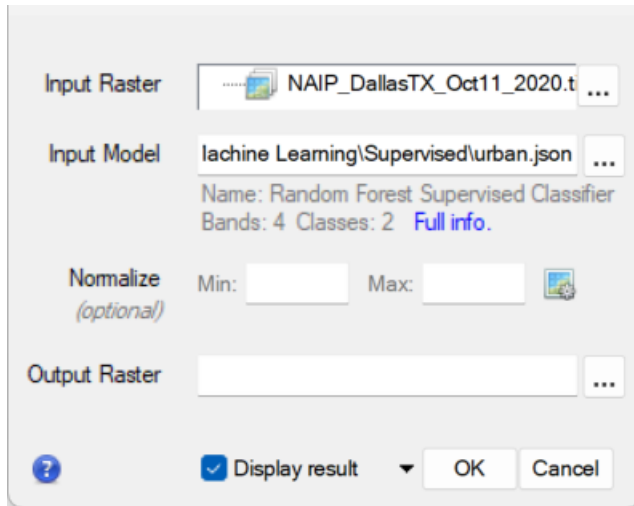 Input Raster NAIP_DallasTX_Oct11_2020.ti ...
Input Model lachine Learning\Supervised\urban.json ...
Name: Random Forest Supervised Classifier
Bands: 4 Classes: 2 Full info.
Normalize Min: Max:
(optional)
Output Raster ...
? Display result OK Cancel